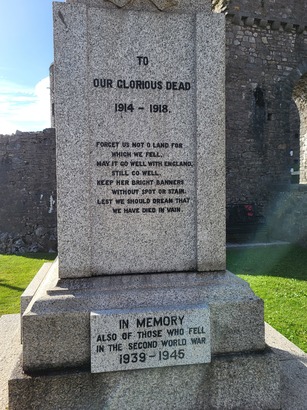 TO
OUR GLORIOUS DEAD
1914 - 1918.
FORGET US NOT O LAND FOR
WHICH WE FELL,
MAY IT GO WELL WITH ENGLAND,
STILL GO WELL.
KEEP HER BRIGHT BANNERS
WITHOUT SPOT OR STAIN,
LEST WE SHOULD DREAM THAT
WE HAVE DIED IN VAIN.
IN MEMORY
ALSO OF THOSE WHO FELL
IN THE SECOND WORLD WAR
1939 - 1945